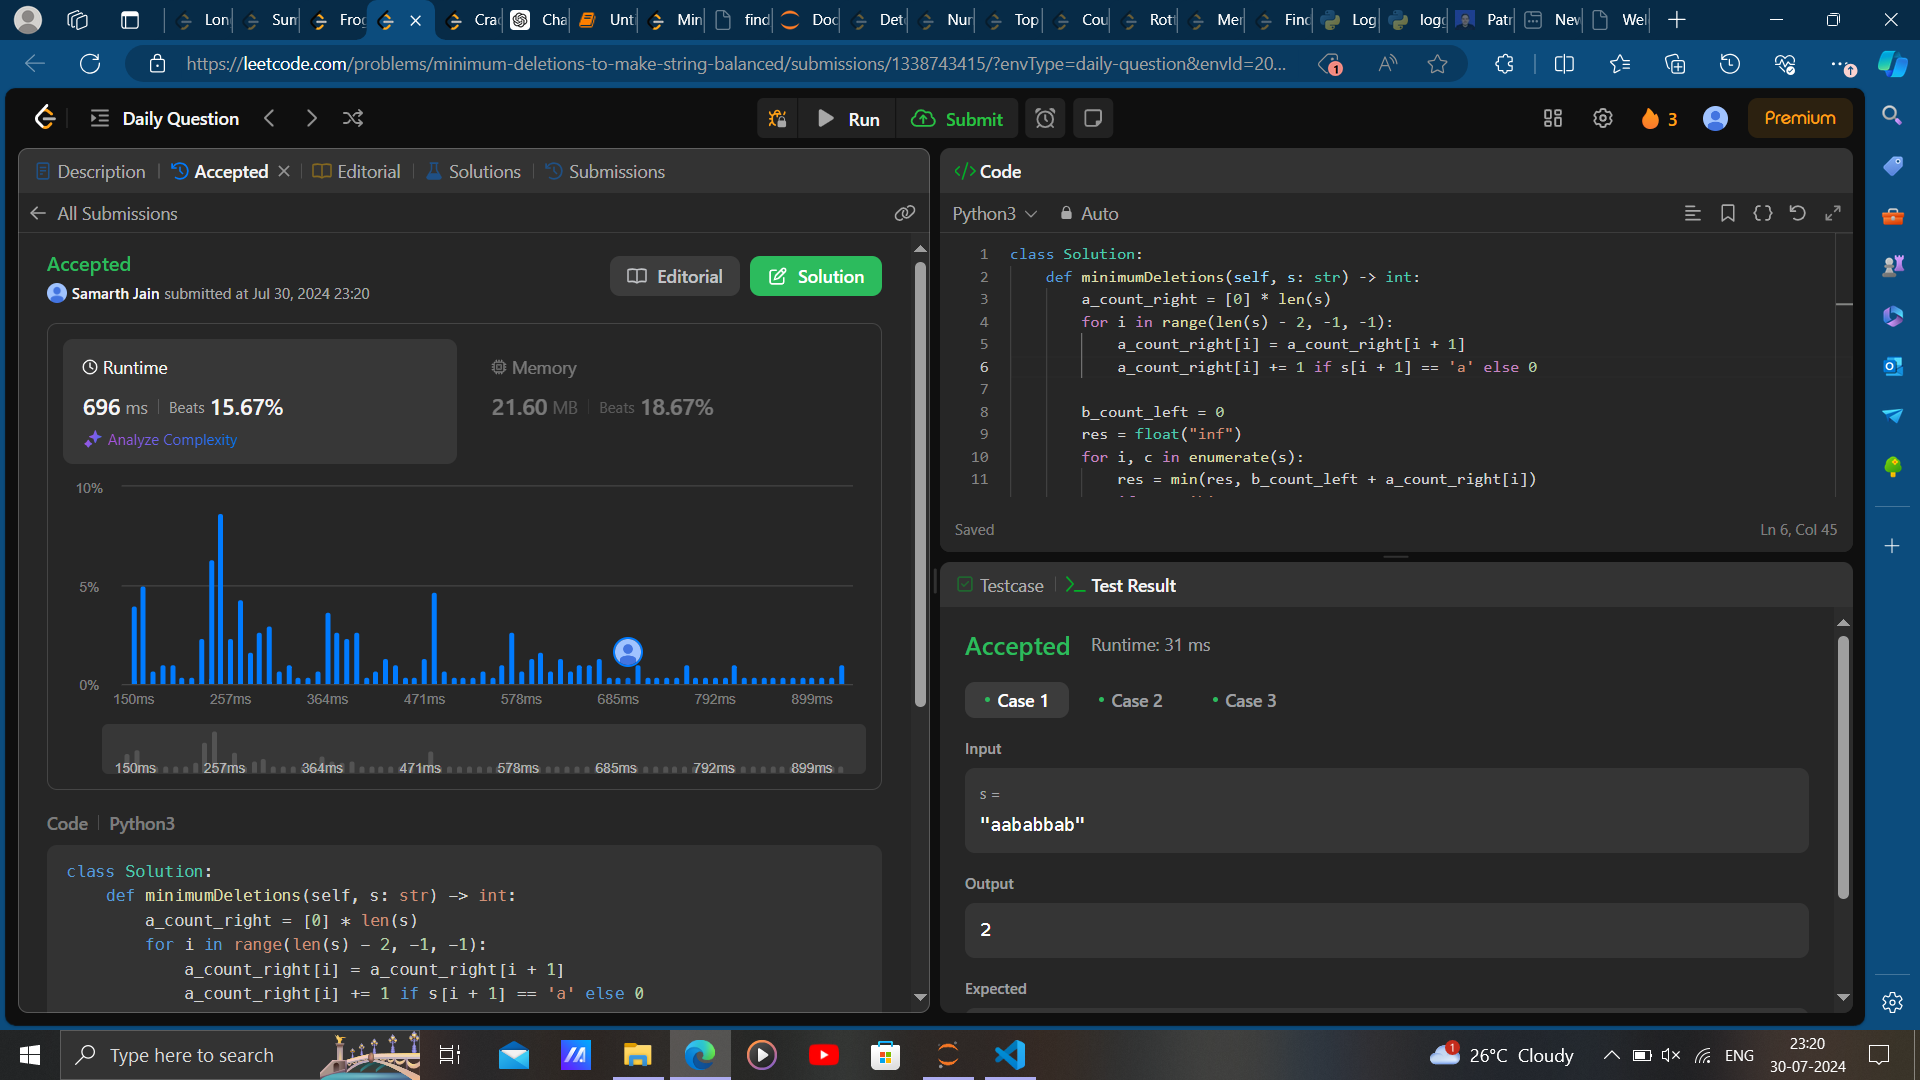 Lon
Sum
Frog
Crac
Cha
Unt
Min
find
Doc
Dete
Nun
Top
Cou
Rott
Mer
Find
Log
logg
Patr
New
Wel
https://leetcode.com/problems/minimum-deletions-to-make-string-balanced/submissions/1338743415/?envType=daily-question&envId=20...
1
Daily Question
Run
Submit
3
Premium
Description
Accepted
Editorial
Solutions
Submissions
All Submissions
Accepted
Samarth Jain submitted at Jul 30, 2024 23:20
Editorial
Solution
Runtime
696 ms Beats 15.67%
Analyze Complexity
Memory
21.60 MB Beats 18.67%
10%
5%
0%
150ms 257ms 364ms 471ms 578ms 685ms 792ms 899ms
150ms 257ms 364ms 471ms 578ms 685ms 792ms 899ms
Code Python3
class Solution:
def minimumDeletions(self, s: str) -> int:
a_count_right = [0] * len(s)
for i in range(len(s) - 2, -1, -1):
a_count_right[i] = a_count_right[i + 1]
a_count_right[i] += 1 if s[i + 1] == 'a' else 0
</> Code
Python3 Auto
1 class Solution:
2 def minimumDeletions(self, s: str) -> int:
3 a_count_right = [0] * len(s)
4 for i in range(len(s) - 2, -1, -1):
5 a_count_right[i] = a_count_right[i + 1]
6 a_count_right[i] += 1 if s[i + 1] == 'a' else 0
7
8 b_count_left = 0
9 res = float("inf")
10 for i, c in enumerate(s):
11 res = min(res, b_count_left + a_count_right[i])
Saved
Ln 6, Col 45
Testcase
Test Result
Accepted Runtime: 31 ms
Case 1
Case 2
Case 3
Input
s =
"aababbab"
Output
2
Expected
Type here to search
1
26°C Cloudy
ENG
23:20
30-07-2024